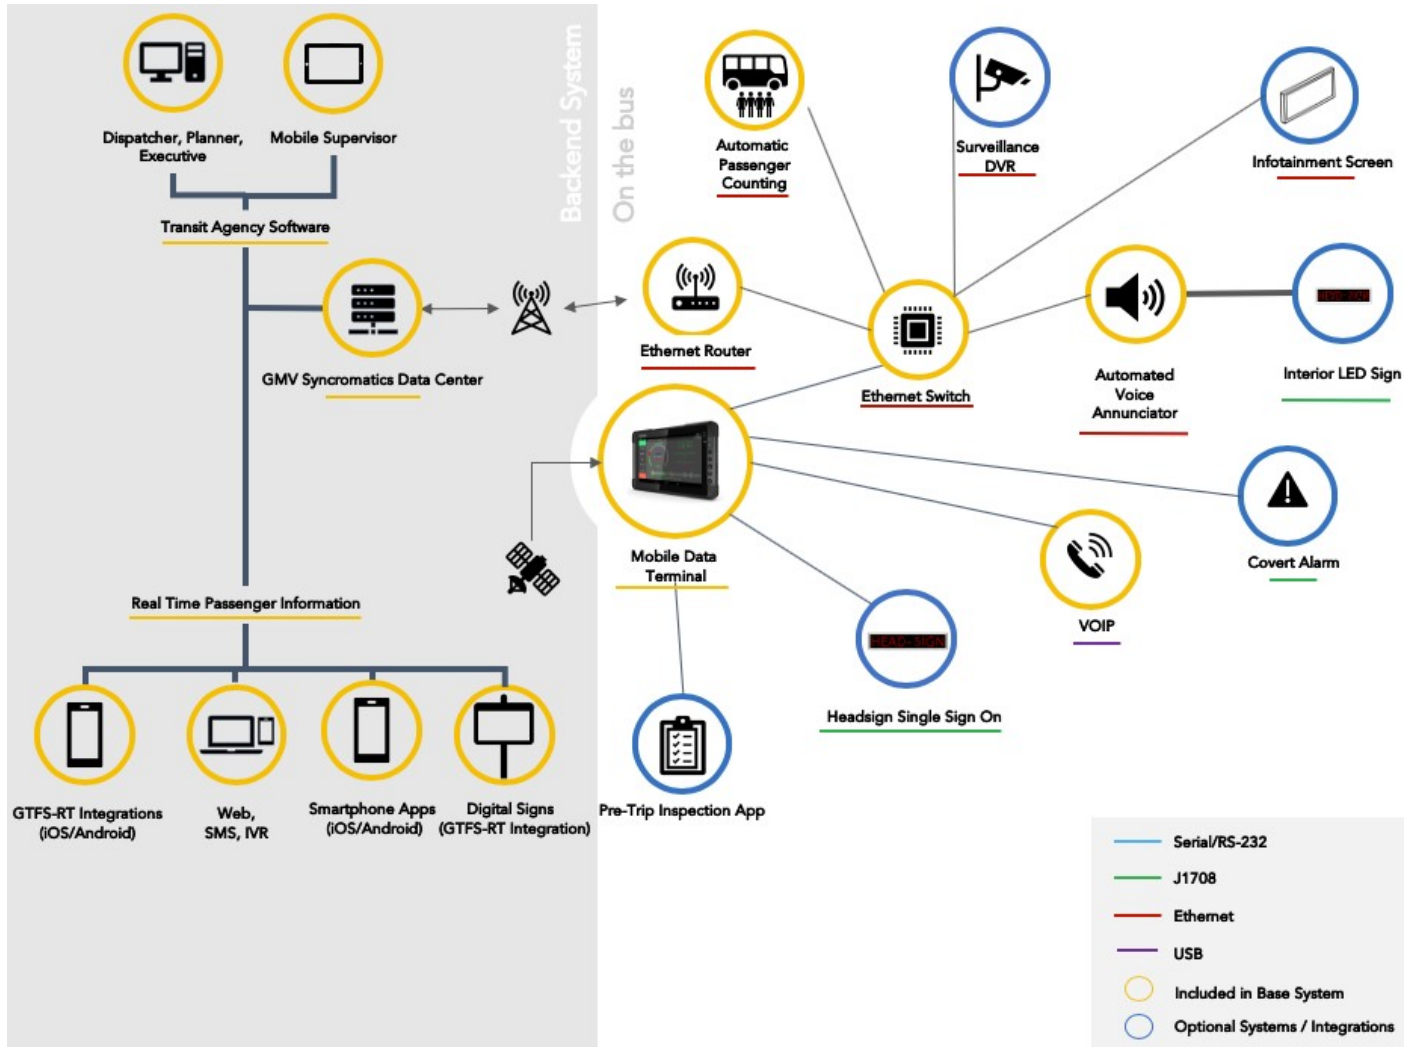 Backend System
On the bus
Dispatcher, Planner,
Executive
Mobile Supervisor
Transit Agency Software
GMV Syncromatics Data Center
Real Time Passenger Information
GTFS-RT Integrations
(iOS/Android)
Web,
SMS, IVR
Smartphone Apps
(iOS/Android)
Digital Signs
(GTFS-RT Integration)
Automatic
Passenger
Counting
Surveillance
DVR
Infotainment Screen
Ethernet Router
Ethernet Switch
Automated
Voice
Annunciator
Interior LED Sign
Mobile Data
Terminal
Covert Alarm
VOIP
HEAD-SIGN
Headsign Single Sign On
Pre-Trip Inspection App
Serial/RS-232
J1708
Ethernet
USB
Included in Base System
Optional Systems / Integrations